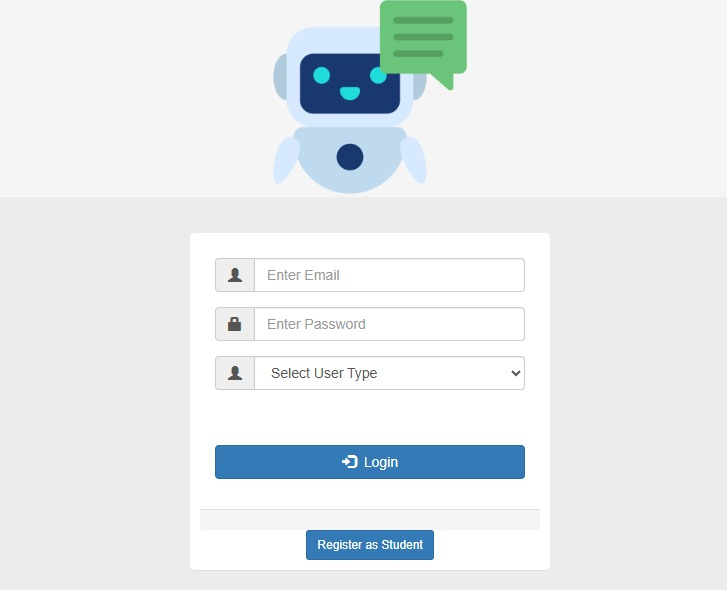 Enter Email
Enter Password
Select User Type
Login
Register as Student